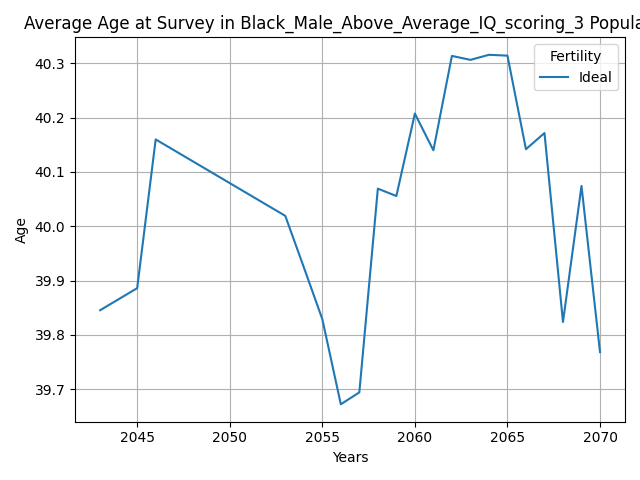 Average Age at Survey in Black_Male_Above_Average_IQ_scoring_3 Popula
Fertility
Ideal
40.3
40.2
40.1
40.0
39.9
39.8
39.7
Age
2045 2050 2055 2060 2065 2070
Years